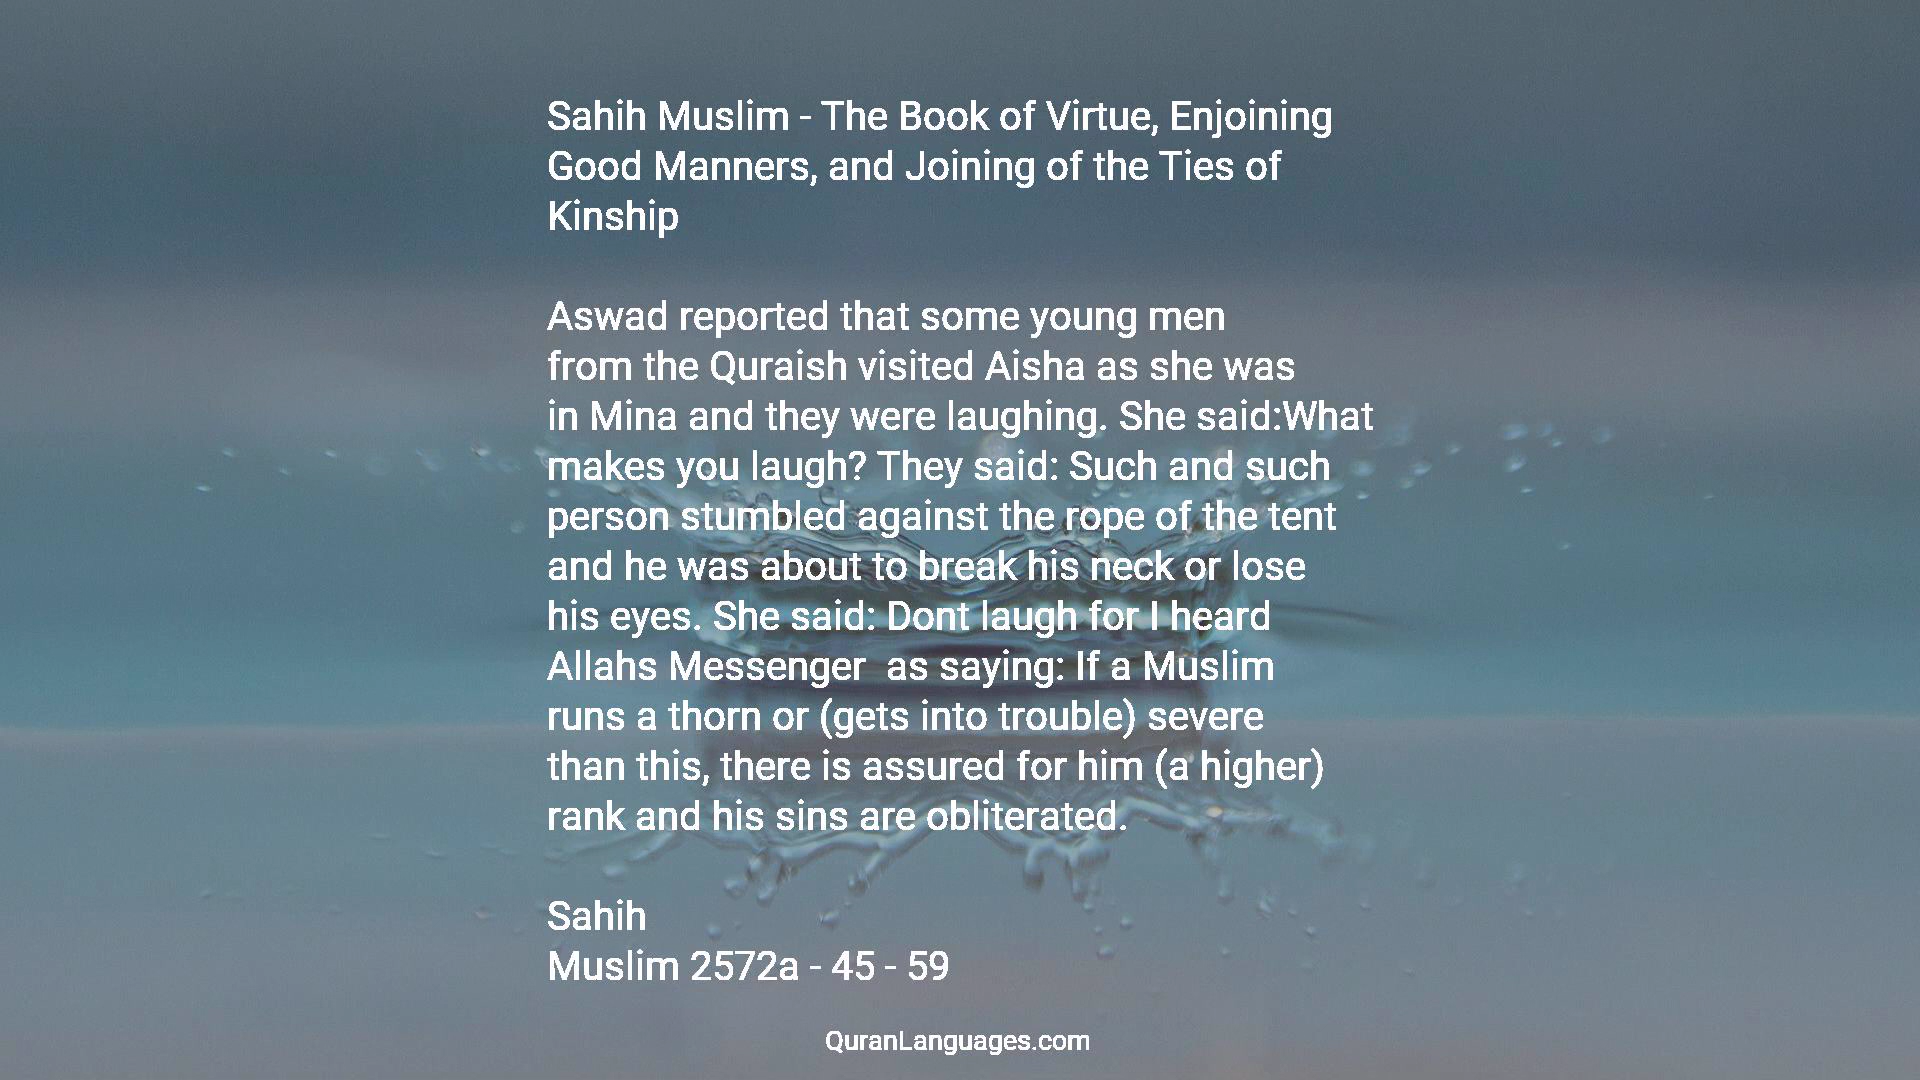 Sahih Muslim - The Book of Virtue, Enjoining
Good Manners, and Joining of the Ties of
Kinship
Aswad reported that some young men
from the Quraish visited Aisha as she was
in Mina and they were laughing. She said:What
makes you laugh? They said: Such and such
person stumbled against the rope of the tent
and he was about to break his neck or lose
his eyes. She said: Dont laugh for I heard
Allahs Messenger  as saying: If a Muslim
runs a thorn or (gets into trouble) severe
than this, there is assured for him (a higher)
rank and his sins are obliterated.
Sahih
Muslim 2572a - 45 - 59
QuranLanguages.com